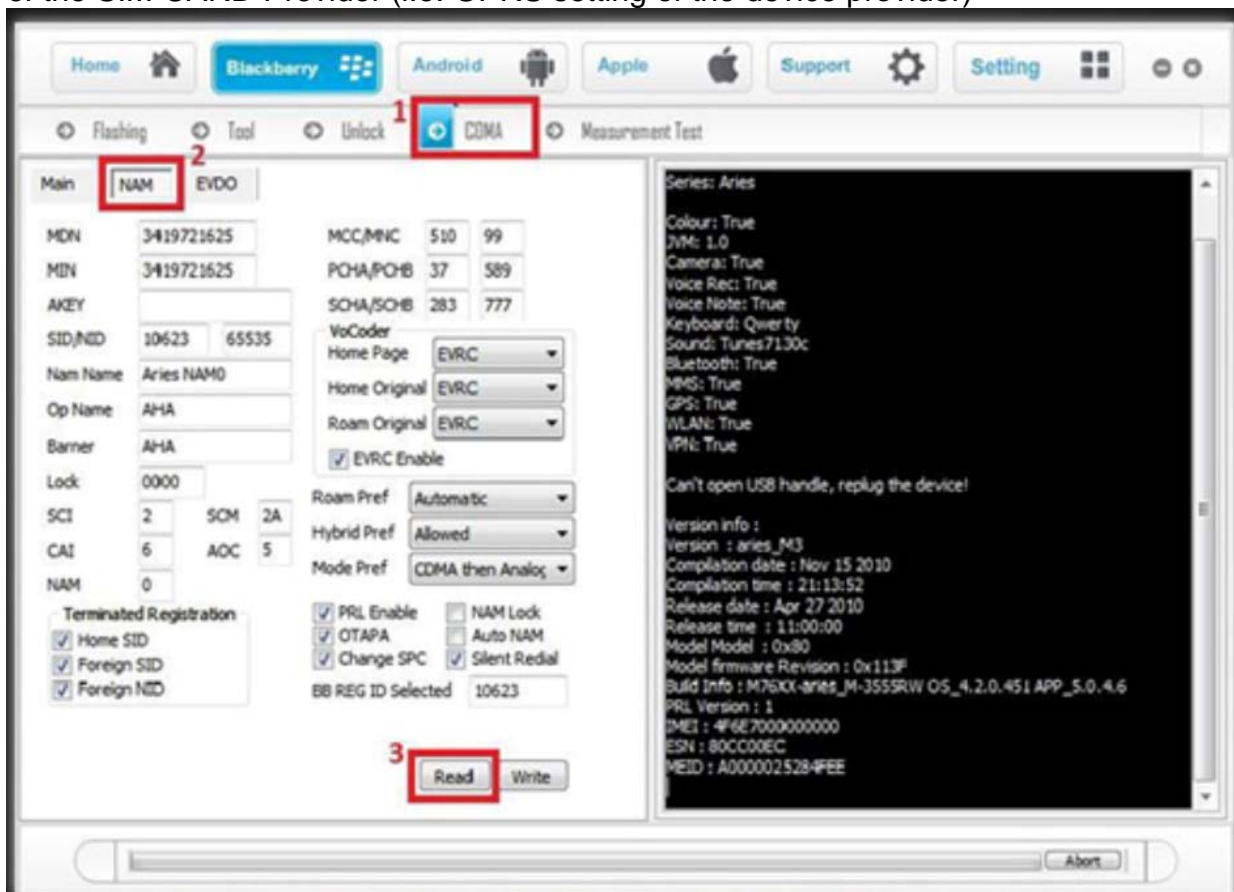 of the SIM CARD Provider (i.e. GPRS setting of the device provider)
Home Blackberry Android Apple Support Setting
Flashing Tool Unlock 1 CDMA Measurement Test
2
Main NAM EVDO
MDN 3419721625
MIN 3419721625
AKEY
SID/NID 10623 65535
Nam Name Aries NAM0
Op Name AHA
Barner AHA
Lock 0000
SCI 2 SCM 2A
CAI 6 AOC 5
NAM 0
Terminated Registration
Home SID
Foreign SID
Foreign NID
MCC/MNC 510 99
PCHA/PCHB 37 589
SCHA/SCHB 283 777
VoCoder
Home Page EVRC
Home Original EVRC
Roam Original EVRC
EVRC Enable
Roam Pref Automatic
Hybrid Pref Allowed
Mode Pref CDMA then Analog
PRL Enable NAM Lock
OTAPA Auto NAM
Change SPC Silent Redial
BB REG ID Selected 10623
3
Read Write
Series: Aries
Colour: True
JVM: 1.0
Camera: True
Voice Rec: True
Voice Note: True
Keyboard: Qwerty
Sound: Tunes7130c
Bluetooth: True
MMS: True
GPS: True
WLAN: True
VPN: True
Can't open USB handle, replug the device!
Version info :
Version : aries_M3
Compilation date : Nov 15 2010
Compilation time : 21:13:52
Release date : Apr 27 2010
Release time : 11:00:00
Model Model : 0x80
Model firmware Revision : 0x113F
Build Info : M76XX-aries_M-3555RW OS_4.2.0.451 APP_5.0.4.6
PRL Version : 1
IMEI : 4F6E7000000000
ESN : 80CC00EC
MEID : A0000025284FEE
Abort